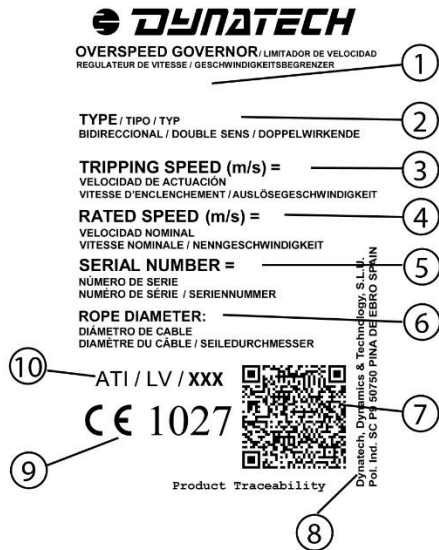 DYNATECH
OVERSPEED GOVERNOR / LIMITADOR DE VELOCIDAD
REGULATEUR DE VITESSE / GESCHWINDIGKEITSBEGRENZER
1
TYPE / TIPO / TYP
BIDIRECCIONAL / DOUBLE SENS / DOPPELWIRKENDE
2
TRIPPING SPEED (m/s) =
3
VELOCIDAD DE ACTUACIÓN
VITESSE D'ENCLENCHEMENT / AUSLÖSEGESCHWINDIGKEIT
RATED SPEED (m/s) =
4
VELOCIDAD NOMINAL
VITESSE NOMINALE / NENNGESCHWINDIGKEIT
SERIAL NUMBER =
5
NÚMERO DE SERIE
NUMÉRO DE SÉRIE / SERIENNUMMER
ROPE DIAMETER:
6
DIÁMETRO DE CABLE
DIAMÈTRE DU CÂBLE / SEILEDURCHMESSER
10
ATI / LV / XXX
CE 1027
7
9
Product Traceability
Dynatech, Dynamics & Technology, S.L.U.
Pol. Ind. SC P9 50750 PINA DE EBRO SPAIN
8